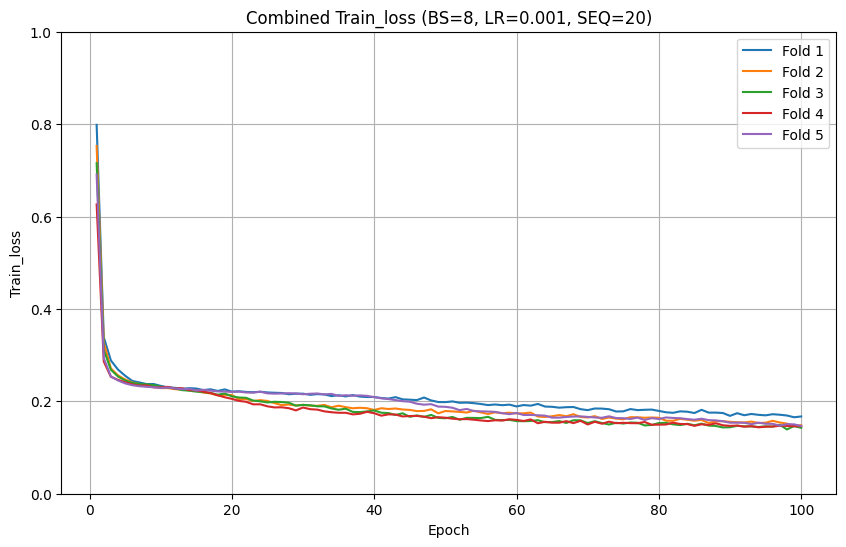 Combined Train_loss (BS=8, LR=0.001, SEQ=20)
Train_loss
1.0
0.8
0.6
0.4
0.2
0.0
0
20
40
60
80
100
Epoch
Fold 1
Fold 2
Fold 3
Fold 4
Fold 5